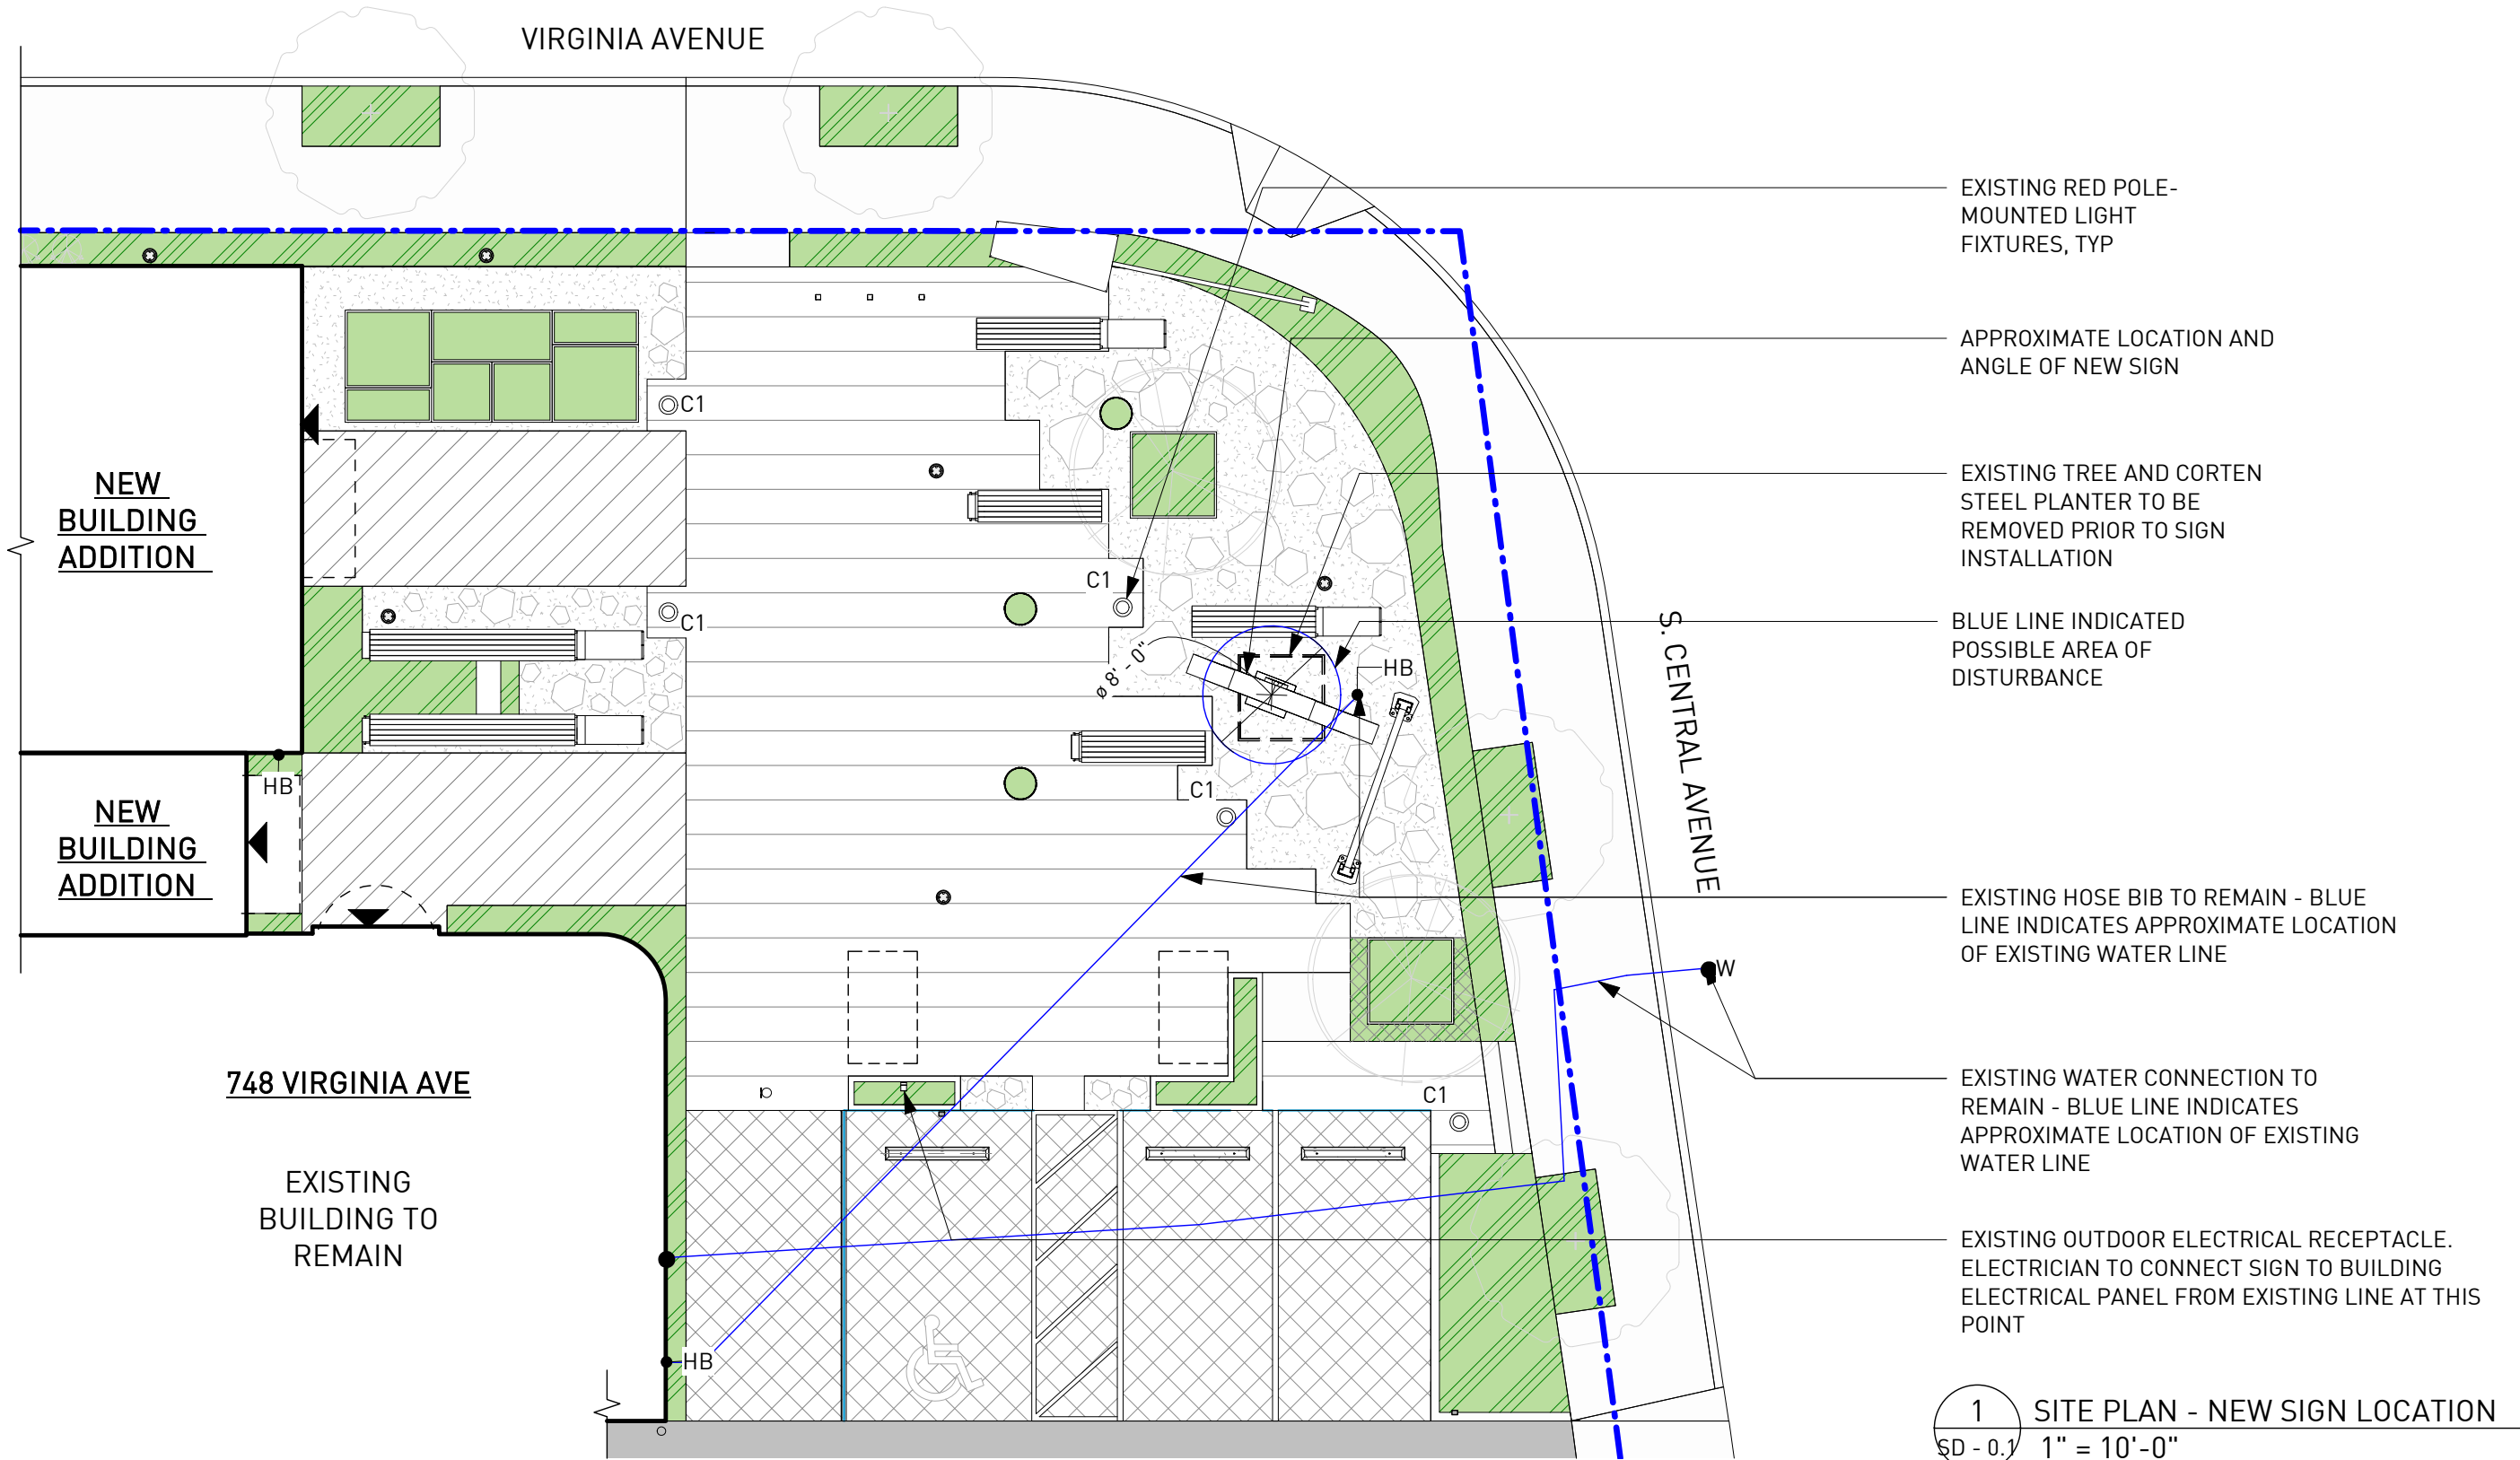 VIRGINIA AVENUE
EXISTING RED POLE-
MOUNTED LIGHT
FIXTURES, TYP
APPROXIMATE LOCATION AND
ANGLE OF NEW SIGN
EXISTING TREE AND CORTEN
STEEL PLANTER TO BE
REMOVED PRIOR TO SIGN
INSTALLATION
BLUE LINE INDICATED
POSSIBLE AREA OF
DISTURBANCE
EXISTING HOSE BIB TO REMAIN - BLUE
LINE INDICATES APPROXIMATE LOCATION
OF EXISTING WATER LINE
EXISTING WATER CONNECTION TO
REMAIN - BLUE LINE INDICATES
APPROXIMATE LOCATION OF EXISTING
WATER LINE
EXISTING OUTDOOR ELECTRICAL RECEPTACLE.
ELECTRICIAN TO CONNECT SIGN TO BUILDING
ELECTRICAL PANEL FROM EXISTING LINE AT THIS
POINT
C1
C1
C1
C1
C1
NEW
BUILDING
ADDITION
NEW
BUILDING
ADDITION
HB
HB
HB
ø 8' - 0"
S. CENTRAL AVENUE
W
748 VIRGINIA AVE
EXISTING
BUILDING TO
REMAIN
1
SD - 0.1
SITE PLAN - NEW SIGN LOCATION
1" = 10'-0"